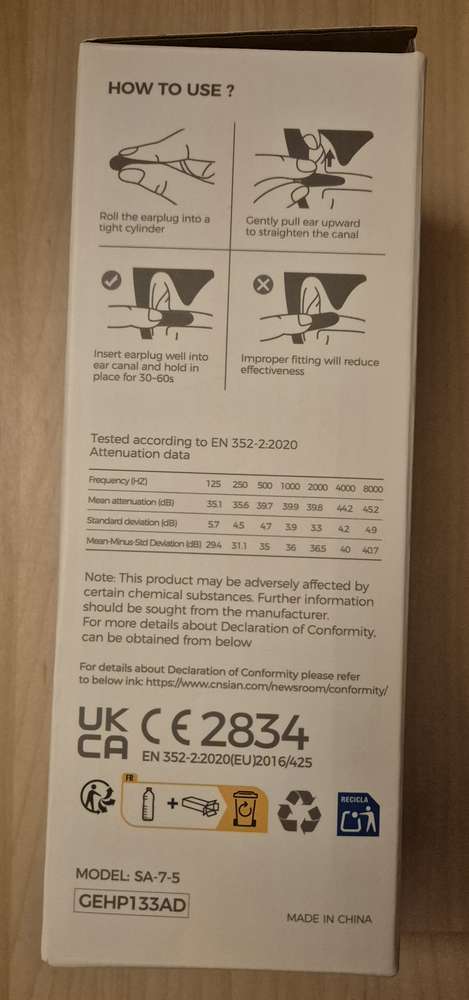 HOW TO USE ?
Roll the earplug into a
tight cylinder
Gently pull ear upward
to straighten the canal
Insert earplug well into
ear canal and hold in
place for 30-60s
Improper fitting will reduce
effectiveness
Tested according to EN 352-2:2020
Attenuation data
Frequency (HZ) 125 250 500 1000 2000 4000 8000
Mean attenuation (dB) 35.1 35.6 39.7 39.9 39.8 44.2 45.2
Standard deviation (dB) 5.7 4.5 4.7 3.9 3.3 4.2 4.9
Mean-Minus-Std Deviation (dB) 29.4 31.1 35 36 36.5 40 40.7
Note: This product may be adversely affected by
certain chemical substances. Further information
should be sought from the manufacturer.
For more details about Declaration of Conformity,
can be obtained from below
For details about Declaration of Conformity please refer
to below ink: https://www.cnsian.com/newsroom/conformity/
UK
CA
CE 2834
EN 352-2:2020(EU)2016/425
FR
+
RECICLA
MODEL: SA-7-5
GEHP133AD
MADE IN CHINA